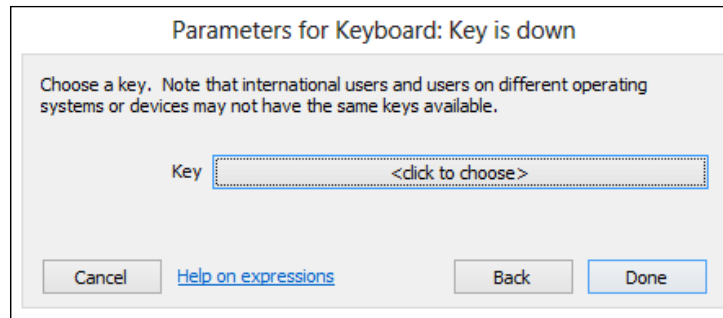 Parameters for Keyboard: Key is down
Choose a key.  Note that international users and users on different operating
systems or devices may not have the same keys available.
Key <click to choose>
Cancel Help on expressions Back Done